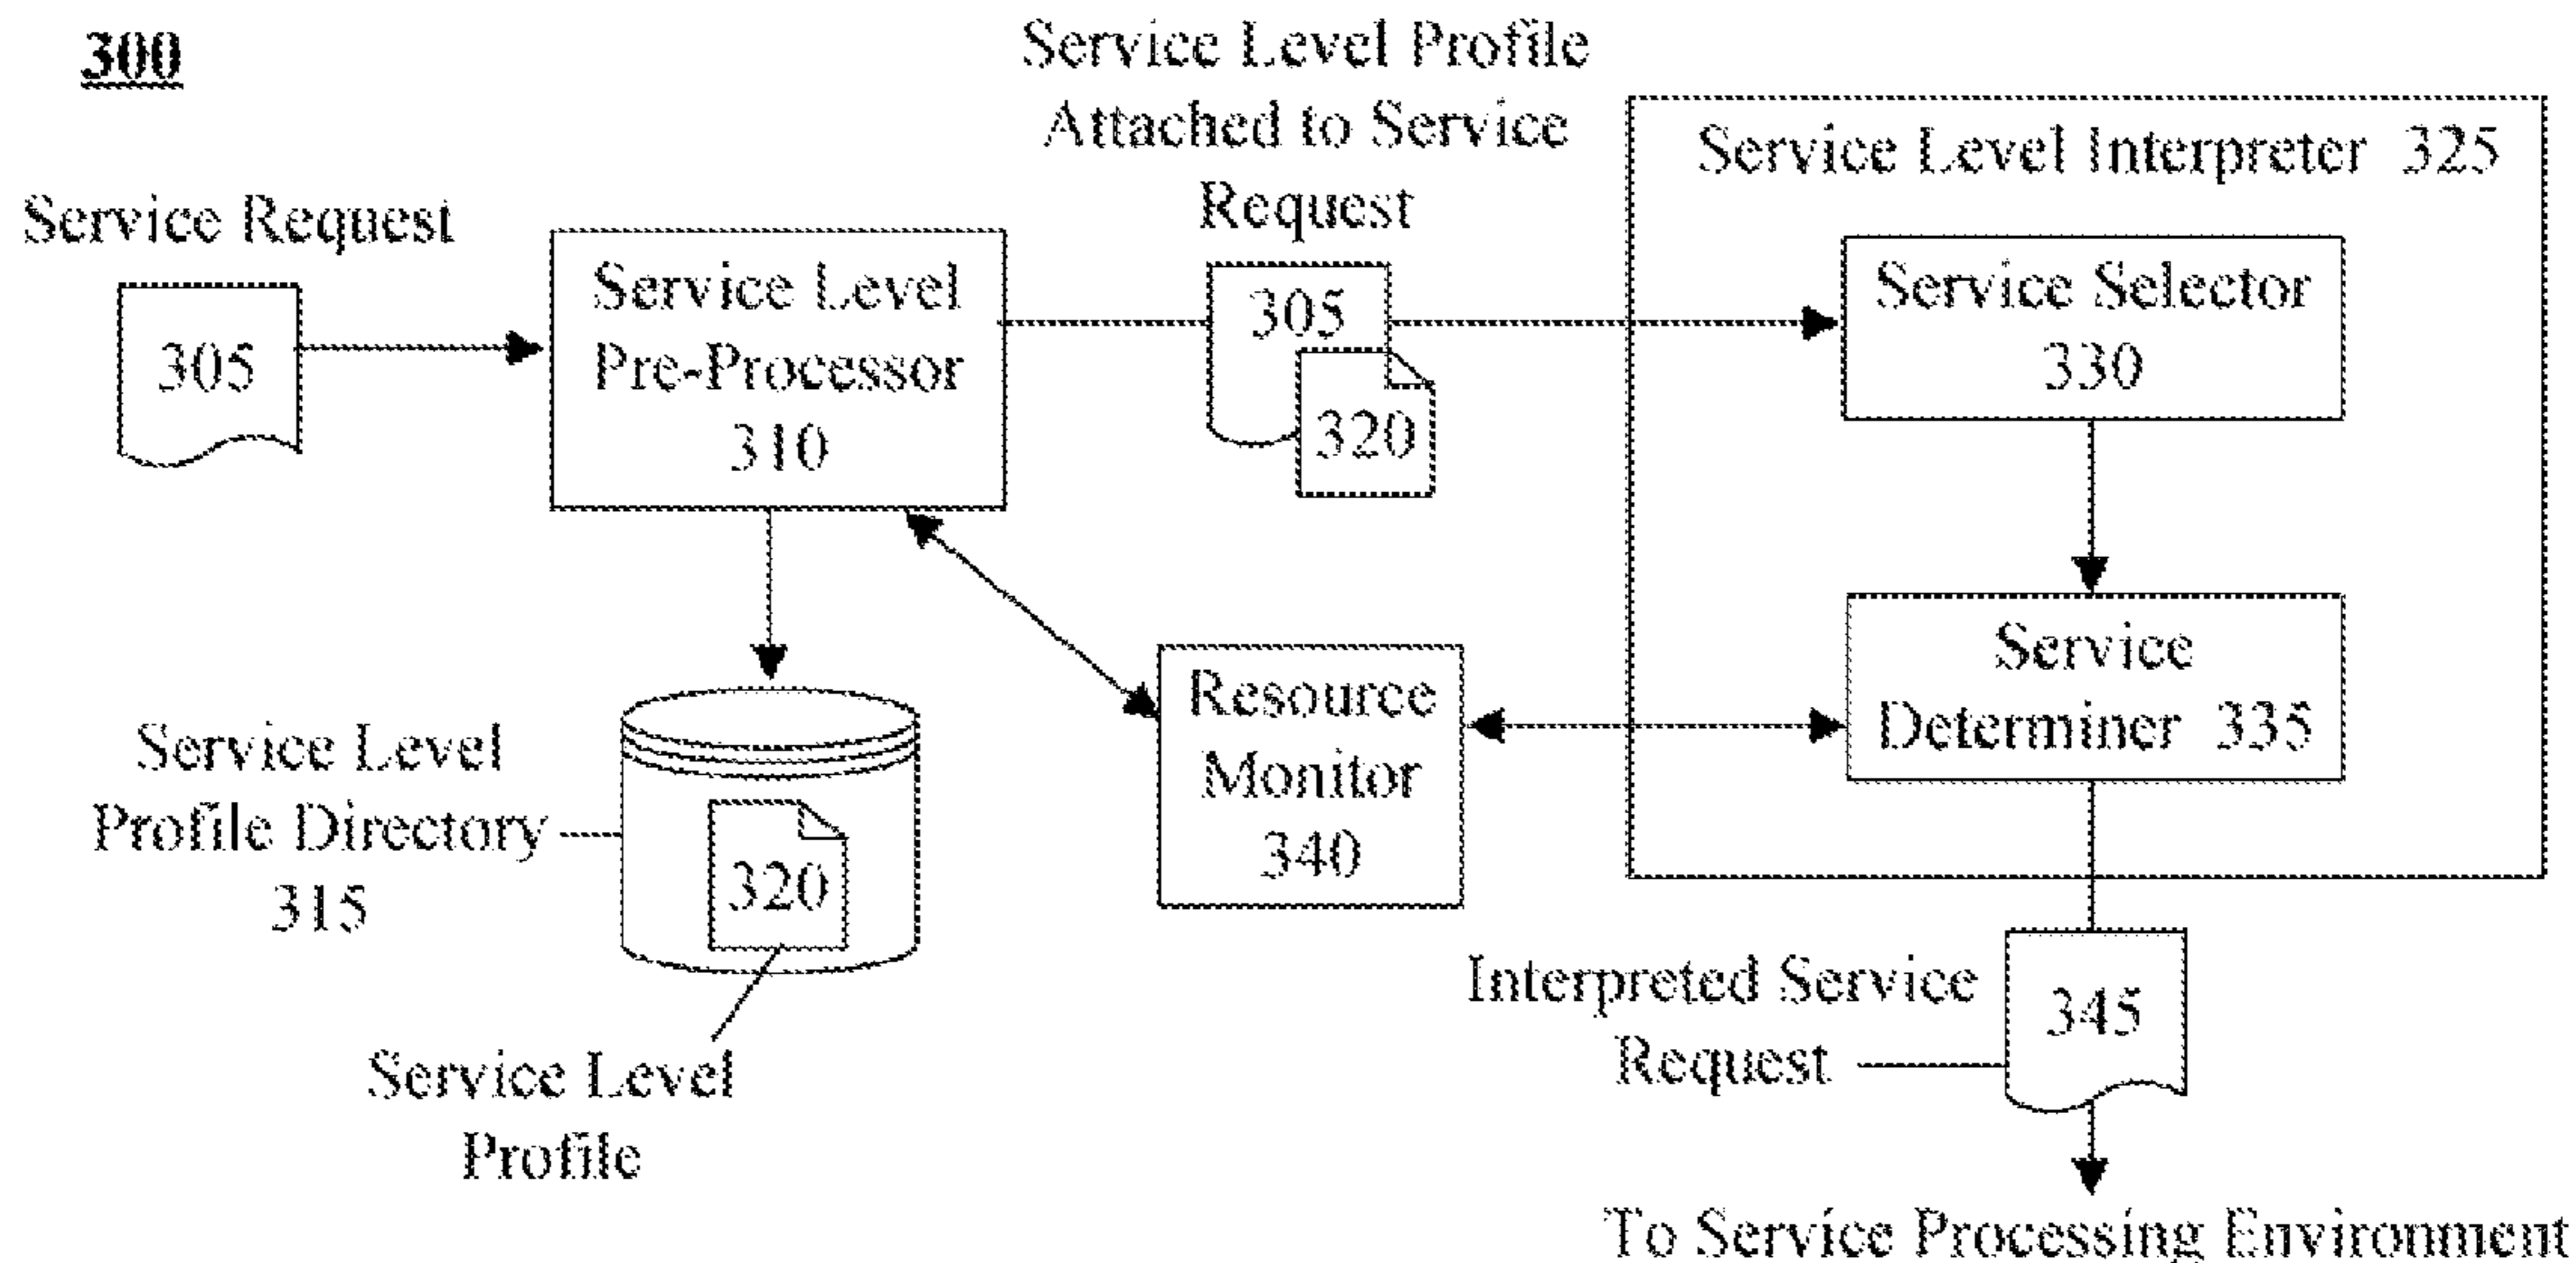 300
Service Request
305
Service Level
Pre-Processor
310
Service Level Profile
Attached to Service
Request
305
320
Service Level Interpreter 325
Service Selector
330
Service
Determiner 335
Resource
Monitor
340
Service Level
Profile Directory
315
320
Service Level
Profile
Interpreted Service
Request
345
To Service Processing Environment